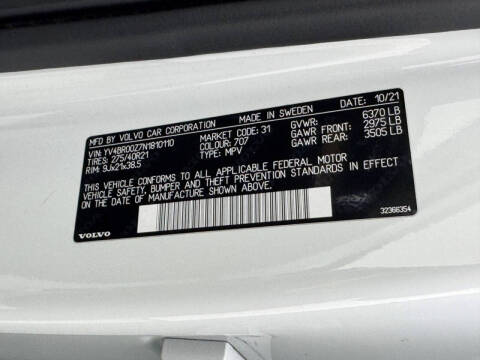 MFD BY VOLVO CAR CORPORATION MADE IN SWEDEN DATE: 10/21
VIN: YV4BR00Z7N1810110 MARKET CODE: 31 GVWR: 6370 LB
TIRES: 275/40R21 COLOUR: 707 GAWR FRONT: 2975 LB
RIM: 9Jx21x38.5 TYPE: MPV GAWR REAR: 3505 LB
THIS VEHICLE CONFORMS TO ALL APPLICABLE FEDERAL MOTOR
VEHICLE SAFETY, BUMPER AND THEFT PREVENTION STANDARDS IN EFFECT
ON THE DATE OF MANUFACTURE SHOWN ABOVE.
VOLVO 32366354